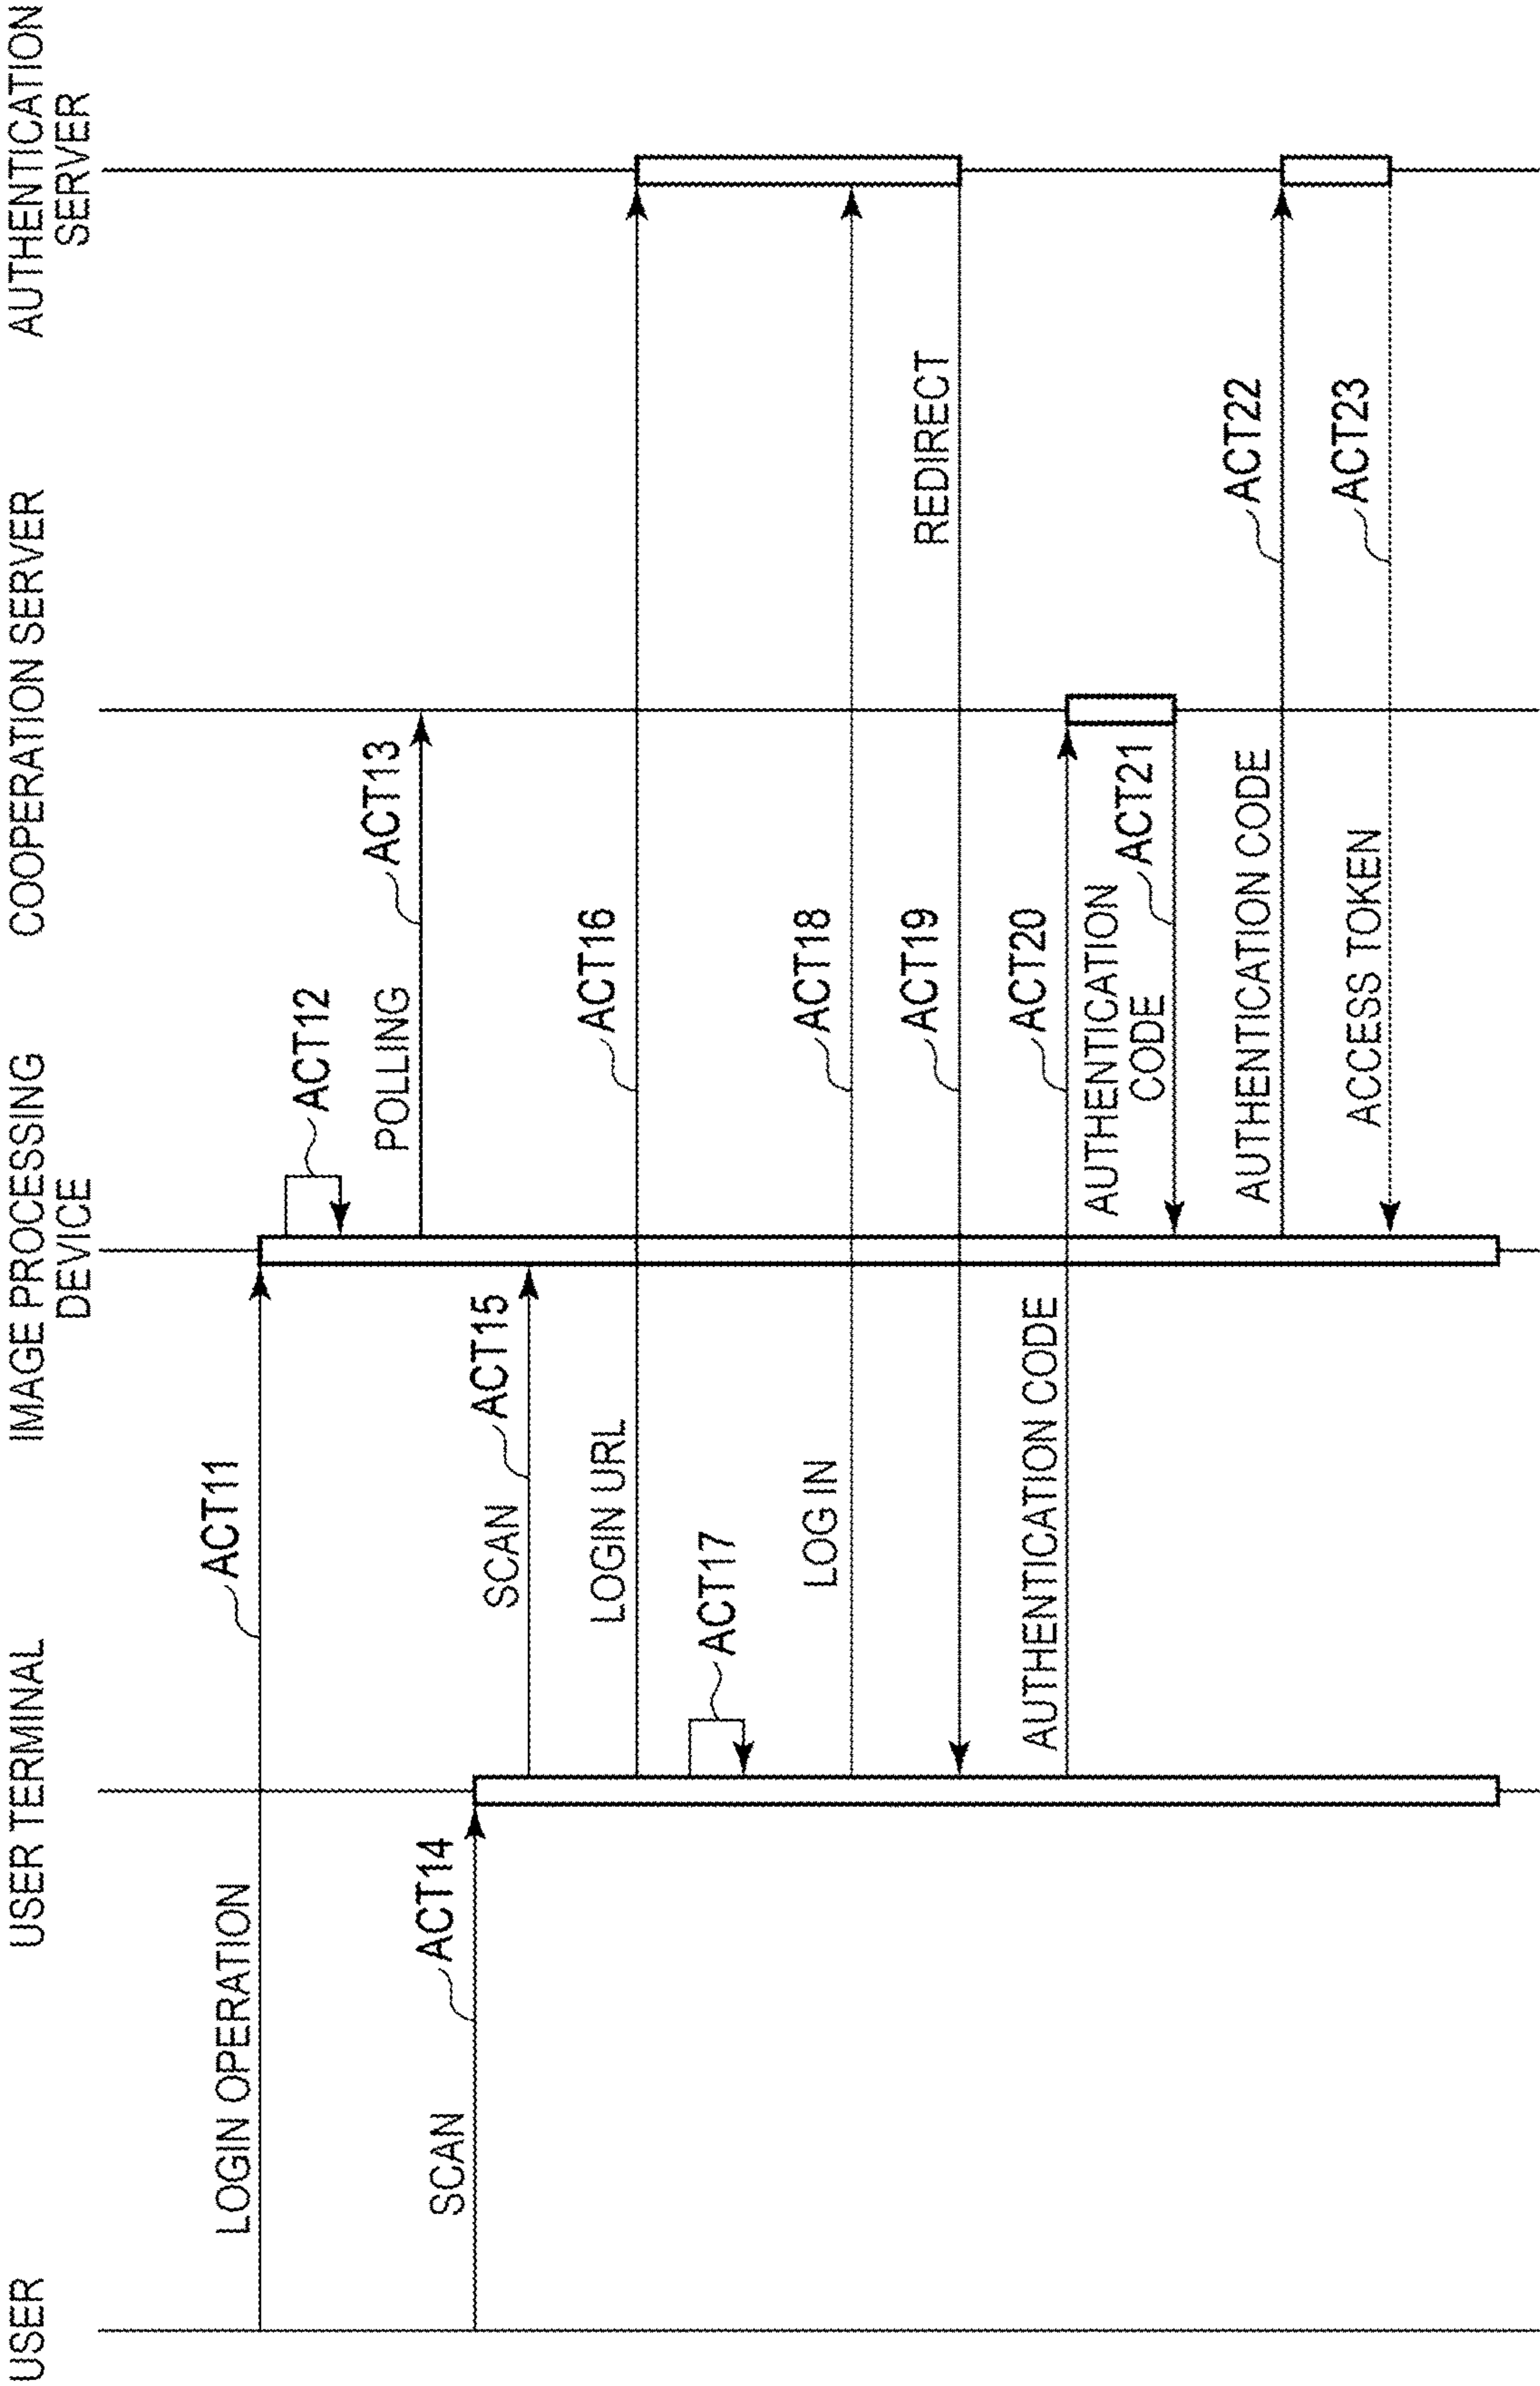 USER
USER TERMINAL
IMAGE PROCESSING
DEVICE
COOPERATION SERVER
AUTHENTICATION
SERVER
LOGIN OPERATION
ACT11
ACT12
POLLING
ACT13
SCAN
ACT14
SCAN
ACT15
LOGIN URL
ACT16
ACT17
LOG IN
ACT18
ACT19
REDIRECT
AUTHENTICATION CODE
ACT20
AUTHENTICATION
CODE
ACT21
AUTHENTICATION CODE
ACT22
ACCESS TOKEN
ACT23